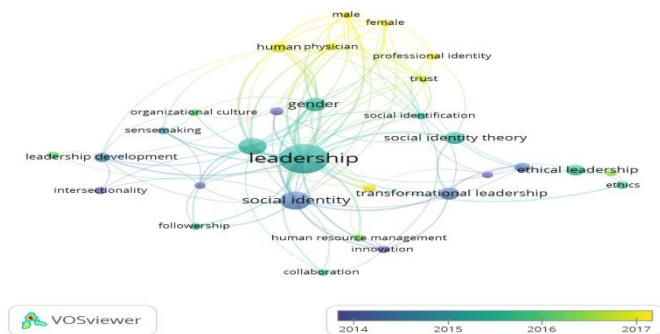 male
female
human physician
professional identity
trust
gender
organizational culture
social identification
sensemaking
social identity theory
leadership development
leadership
ethical leadership
ethics
intersectionality
transformational leadership
social identity
followership
human resource management
innovation
collaboration
VOSviewer
2014 2015 2016 2017